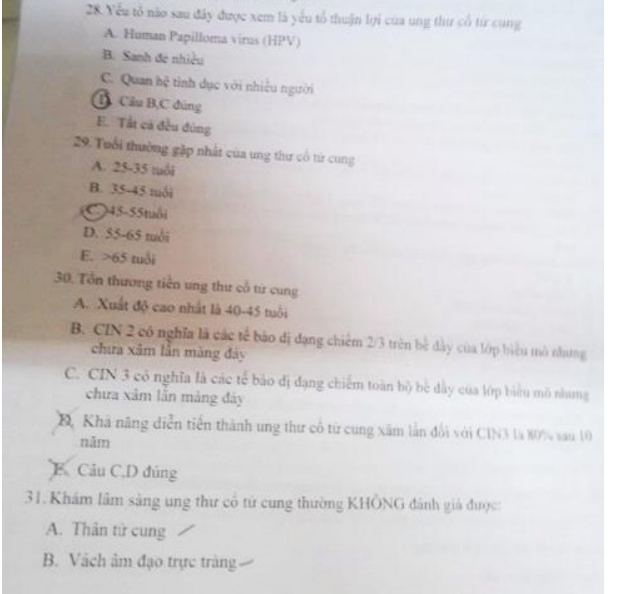 28. Yếu tố nào sau đây được xem là yếu tố thuận lợi của ung thư cổ tử cung
A. Human Papilloma virus (HPV)
B. Sanh đẻ nhiều
C. Quan hệ tình dục với nhiều người
D. Câu B,C đúng
E. Tất cả đều đúng
29. Tuổi thường gặp nhất của ung thư cổ tử cung
A. 25-35 tuổi
B. 35-45 tuổi
C. 45-55tuổi
D. 55-65 tuổi
E. >65 tuổi
30. Tổn thương tiền ung thư cổ tử cung
A. Xuất độ cao nhất là 40-45 tuổi
B. CIN 2 có nghĩa là các tế bào dị dạng chiếm 2/3 trên bề dầy của lớp biểu mô nhưng
chưa xâm lấn màng đáy
C. CIN 3 có nghĩa là các tế bào dị dạng chiếm toàn bộ bề dầy của lớp biểu mô nhưng
chưa xâm lấn màng đáy
D. Khả năng diễn tiến thành ung thư cổ tử cung xâm lấn đối với CIN3 là 80% sau 10
năm
E. Câu C,D đúng
31. Khám lâm sàng ung thư cổ tử cung thường KHÔNG đánh giá được:
A. Thân tử cung
B. Vách âm đạo trực tràng